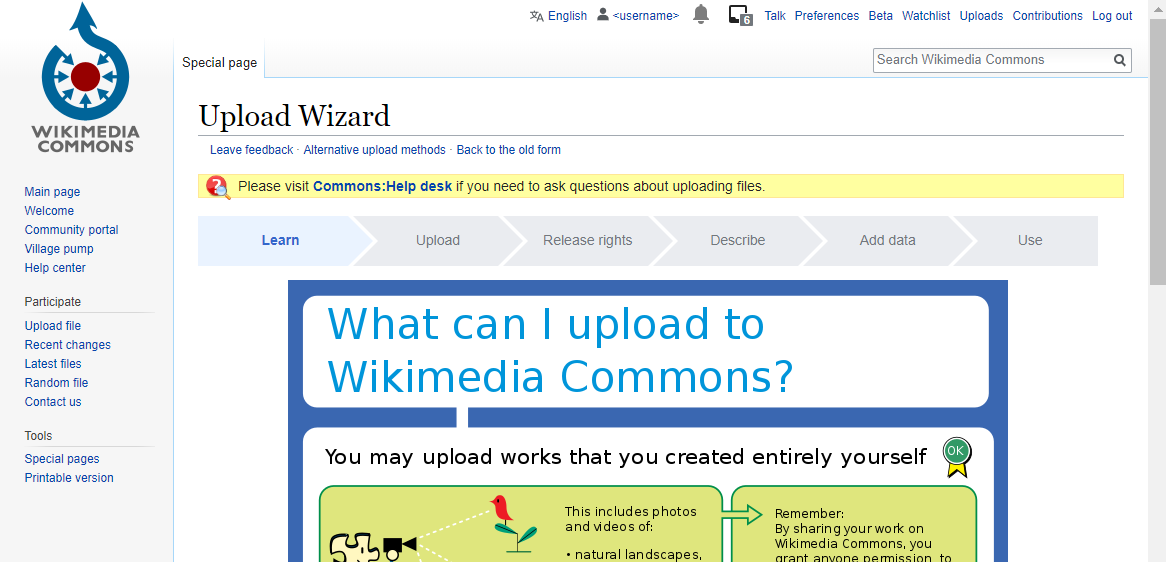 English <username> 6 Talk Preferences Beta Watchlist Uploads Contributions Log out
WIKIMEDIA
COMMONS
Special page
Search Wikimedia Commons
Upload Wizard
Leave feedback · Alternative upload methods · Back to the old form
Please visit Commons:Help desk if you need to ask questions about uploading files.
Main page
Welcome
Community portal
Village pump
Help center
Participate
Upload file
Recent changes
Latest files
Random file
Contact us
Tools
Special pages
Printable version
Learn Upload Release rights Describe Add data Use
What can I upload to
Wikimedia Commons?
You may upload works that you created entirely yourself OK
This includes photos
and videos of:
• natural landscapes,
Remember:
By sharing your work on
Wikimedia Commons, you
grant anyone permission to